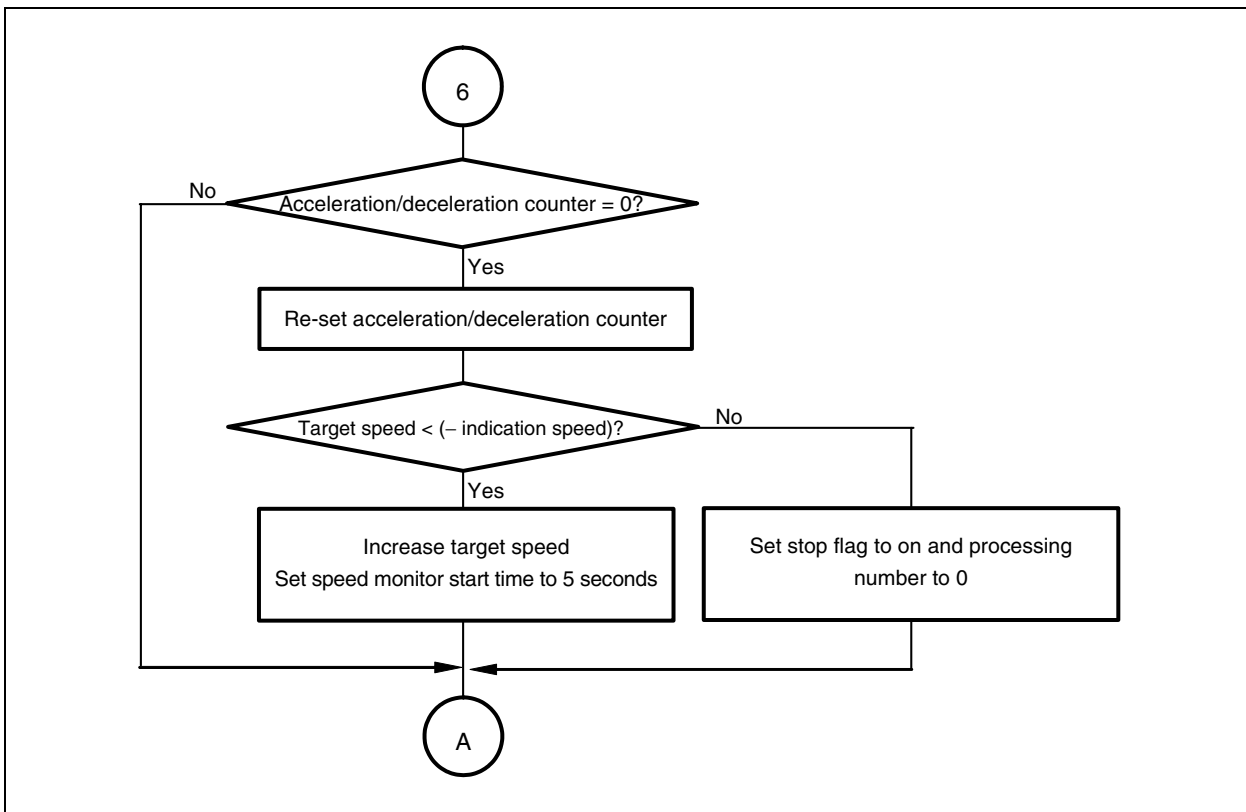 6
No
Acceleration/deceleration counter = 0?
Yes
Re-set acceleration/deceleration counter
Target speed < (– indication speed)?
No
Yes
Increase target speed
Set speed monitor start time to 5 seconds
Set stop flag to on and processing
number to 0
A